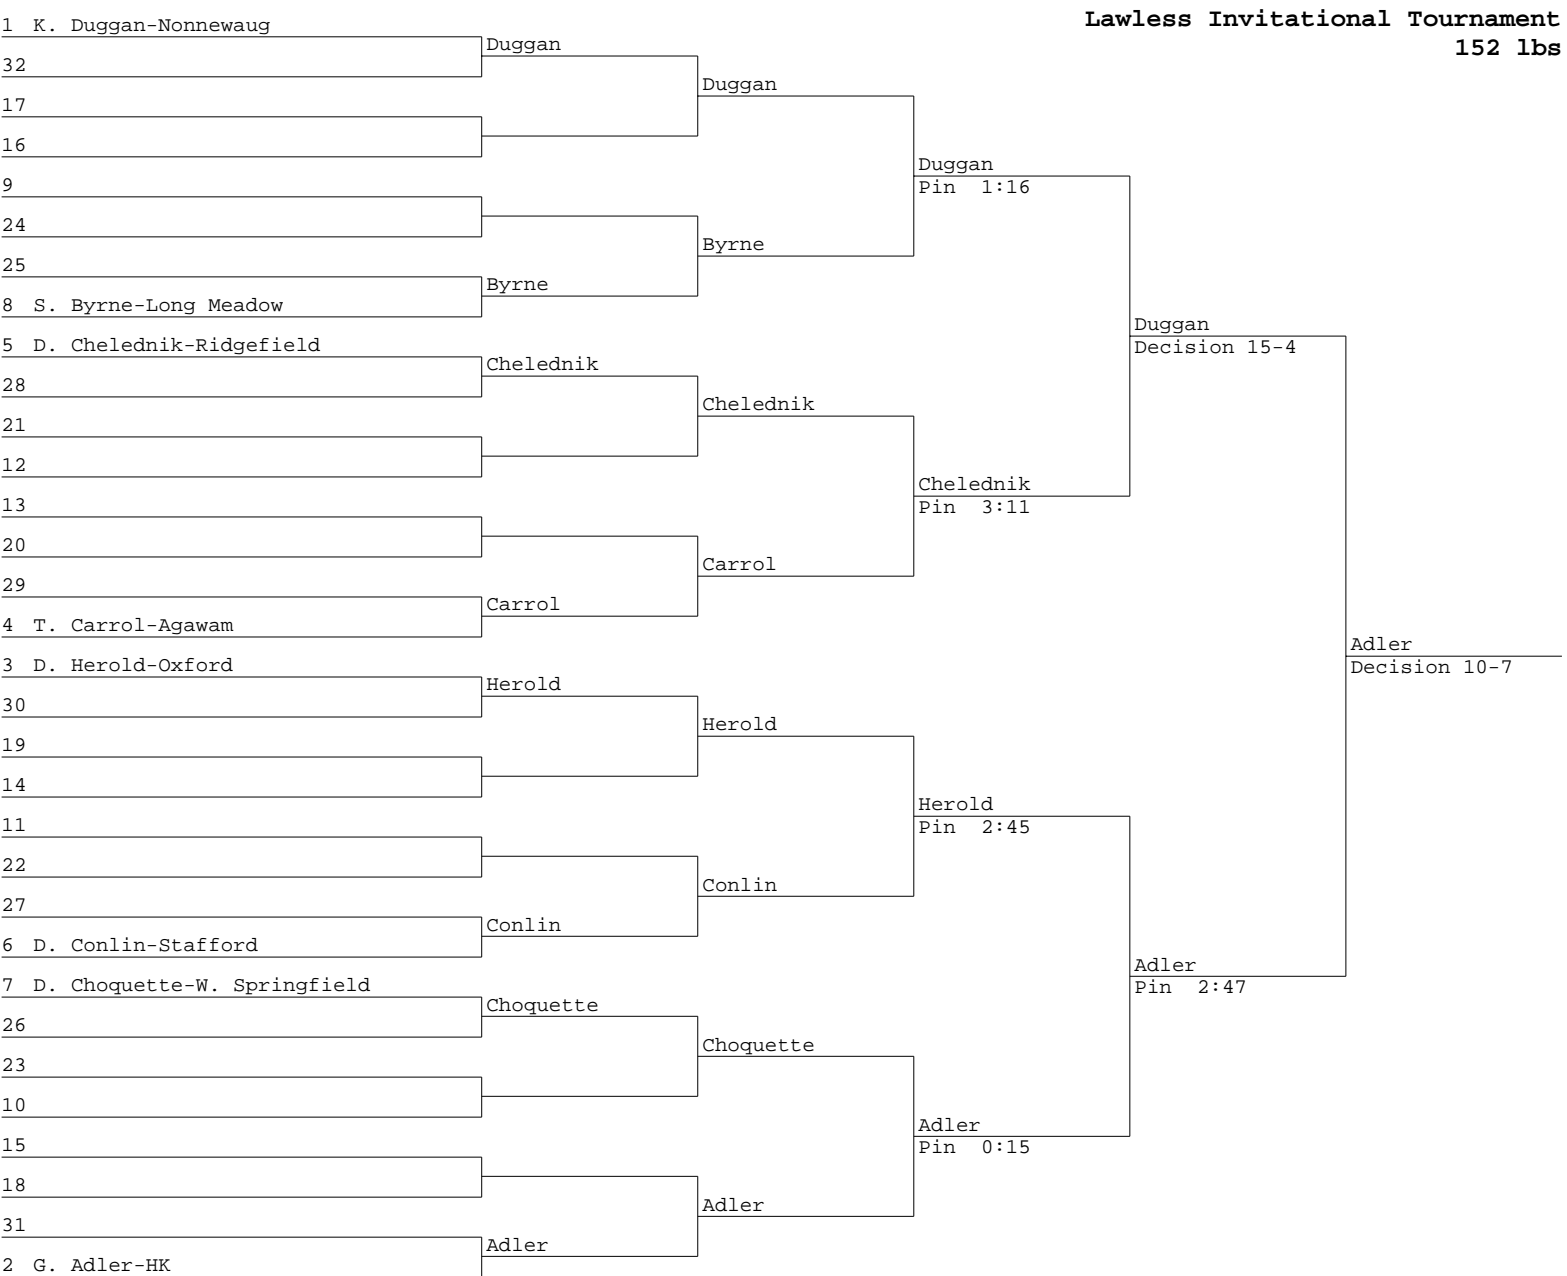 Lawless Invitational Tournament
152 lbs
1 K. Duggan-Nonnewaug
32
17
16
9
24
25
8 S. Byrne-Long Meadow
5 D. Chelednik-Ridgefield
28
21
12
13
20
29
4 T. Carrol-Agawam
3 D. Herold-Oxford
30
19
14
11
22
27
6 D. Conlin-Stafford
7 D. Choquette-W. Springfield
26
23
10
15
18
31
2 G. Adler-HK
Duggan
Byrne
Chelednik
Carrol
Herold
Conlin
Choquette
Adler
Duggan
Byrne
Chelednik
Carrol
Herold
Conlin
Choquette
Adler
Duggan
Pin 1:16
Chelednik
Pin 3:11
Herold
Pin 2:45
Adler
Pin 0:15
Duggan
Decision 15-4
Adler
Pin 2:47
Adler
Decision 10-7